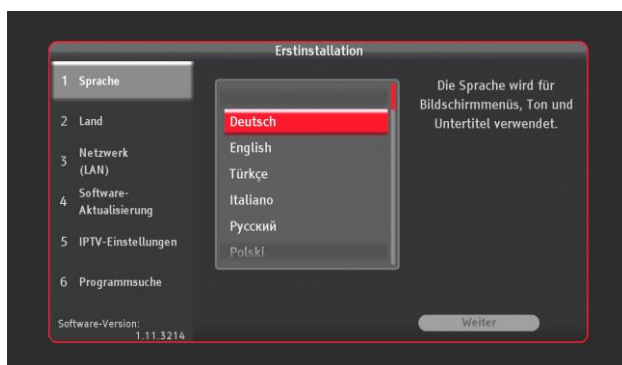 Erstinstallation
1 Sprache
2 Land
3 Netzwerk
(LAN)
4 Software-
Aktualisierung
5 IPTV-Einstellungen
6 Programmsuche
Software-Version:
1.11.3214
Deutsch
English
Türkçe
Italiano
Русский
Polski
Die Sprache wird für
Bildschirmmenüs, Ton und
Untertitel verwendet.
Weiter